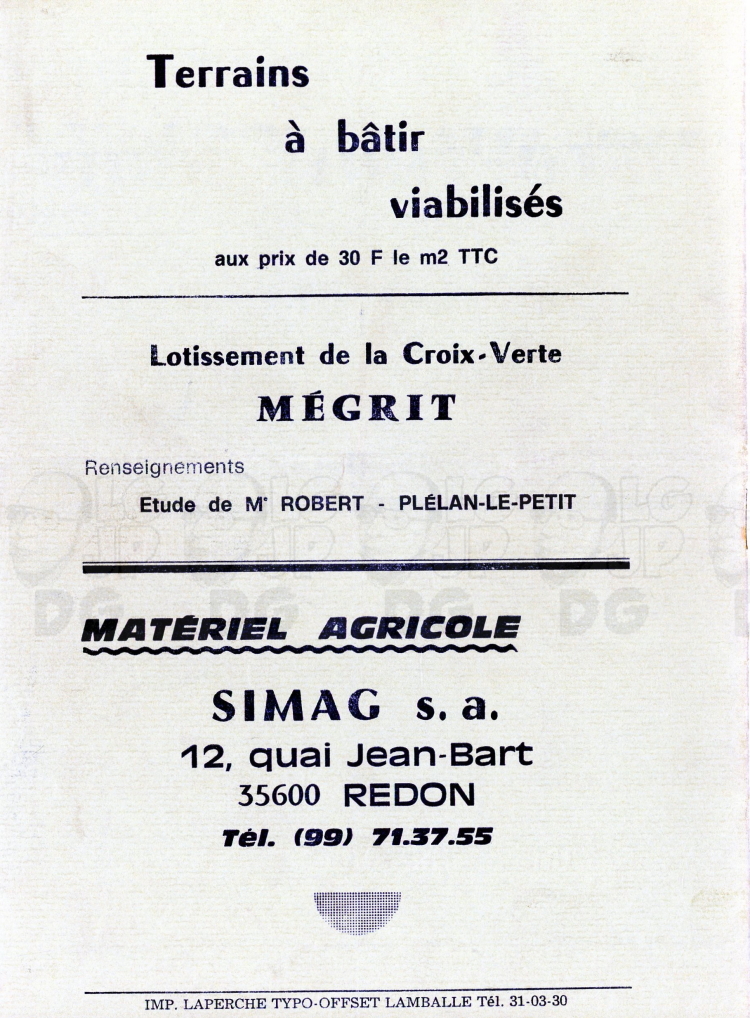 Terrains
à bâtir
viabilisés
aux prix de 30 F le m2 TTC
Lotissement de la Croix-Verte
MÉGRIT
Renseignements
Etude de Mᵉ ROBERT - PLÉLAN-LE-PETIT
MATÉRIEL AGRICOLE
SIMAG s. a.
12, quai Jean-Bart
35600 REDON
Tél. (99) 71.37.55
IMP. LAPERCHE TYPO-OFFSET LAMBALLE Tél. 31-03-30